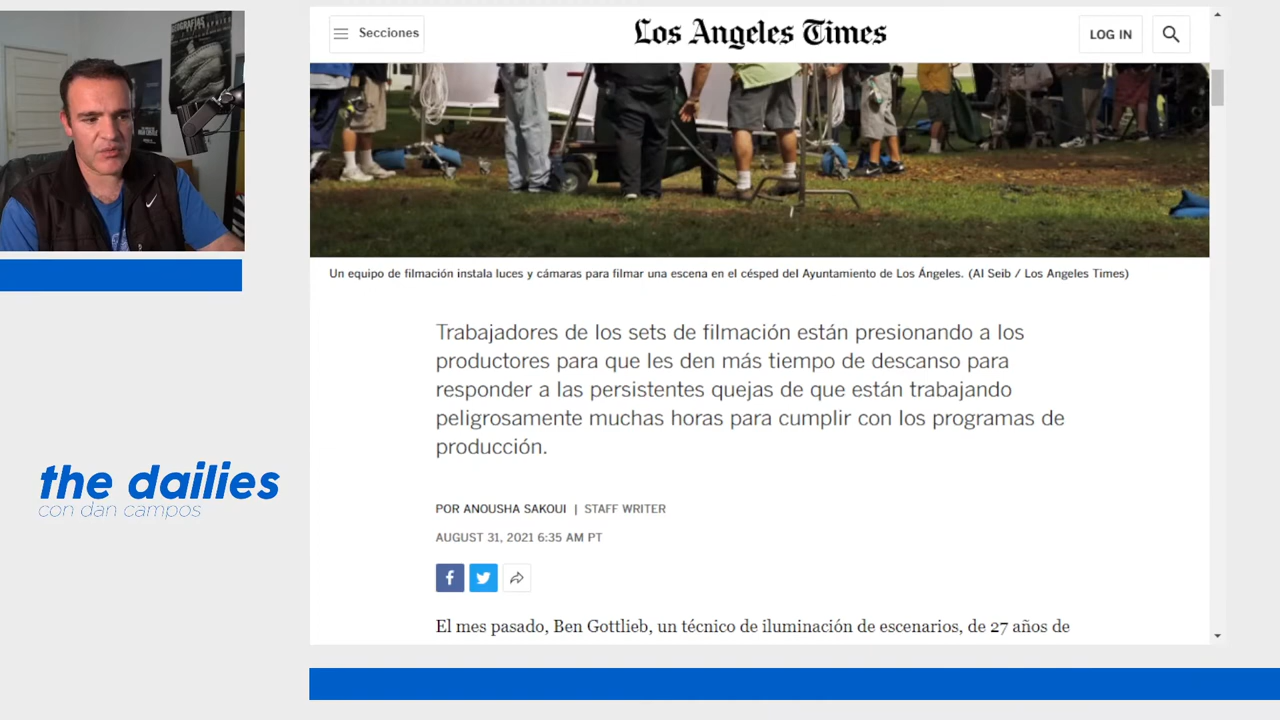 Secciones
Los Angeles Times
LOG IN
Un equipo de filmación instala luces y cámaras para filmar una escena en el césped del Ayuntamiento de Los Ángeles. (Al Seib / Los Angeles Times)
Trabajadores de los sets de filmación están presionando a los
productores para que les den más tiempo de descanso para
responder a las persistentes quejas de que están trabajando
peligrosamente muchas horas para cumplir con los programas de
producción.
the dailies
con dan campos
POR ANOUSHA SAKOUI | STAFF WRITER
AUGUST 31, 2021 6:35 AM PT
El mes pasado, Ben Gottlieb, un técnico de iluminación de escenarios, de 27 años de